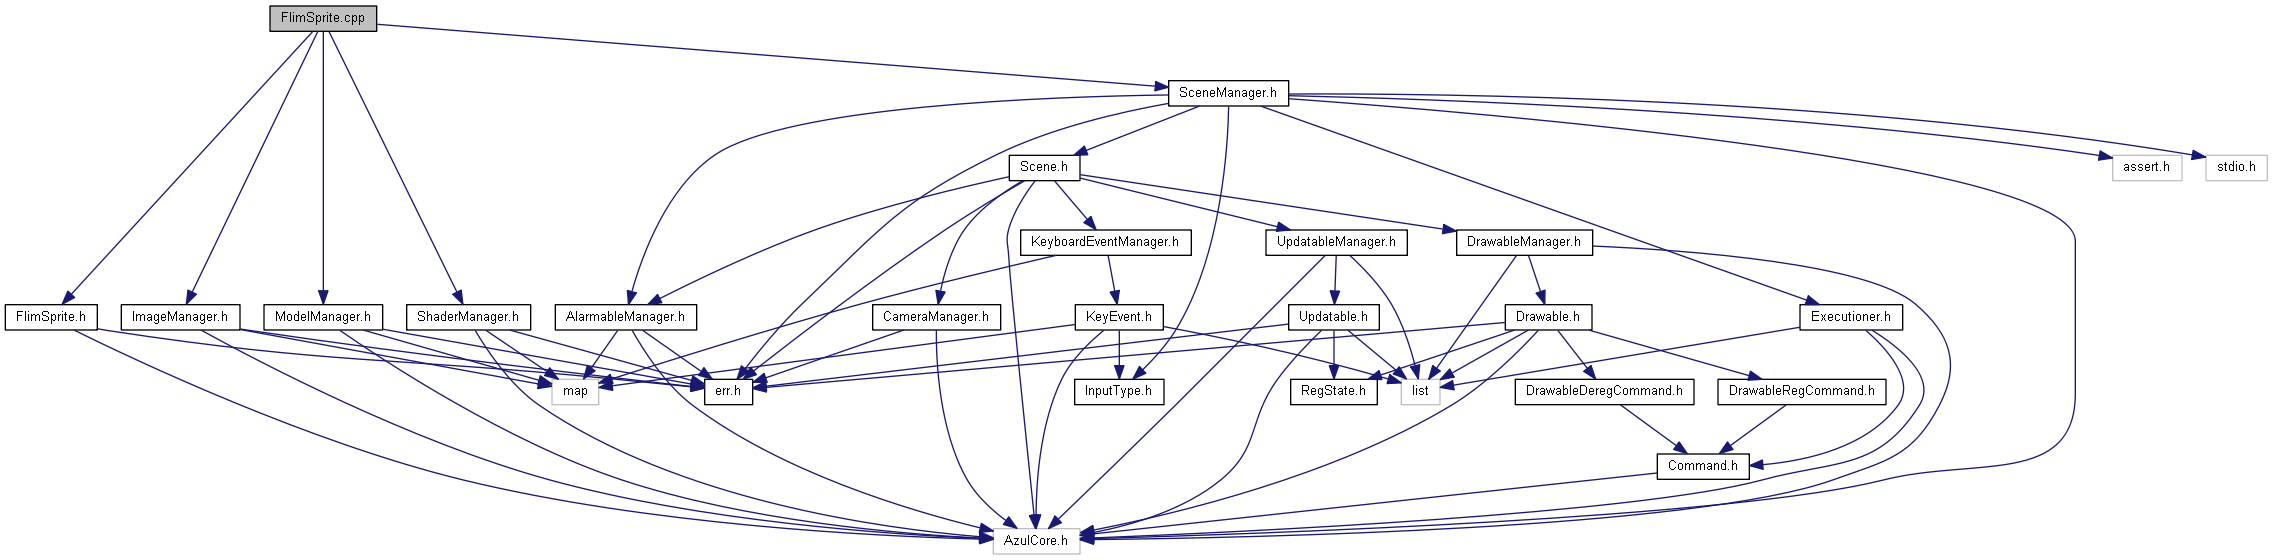 FlimSprite.cpp
SceneManager.h
Scene.h
assert.h
stdio.h
KeyboardEventManager.h
UpdatableManager.h
DrawableManager.h
FlimSprite.h
ImageManager.h
ModelManager.h
ShaderManager.h
AlarmableManager.h
CameraManager.h
KeyEvent.h
Updatable.h
Drawable.h
Executioner.h
map
err.h
InputType.h
RegState.h
list
DrawableDeregCommand.h
DrawableRegCommand.h
Command.h
AzulCore.h